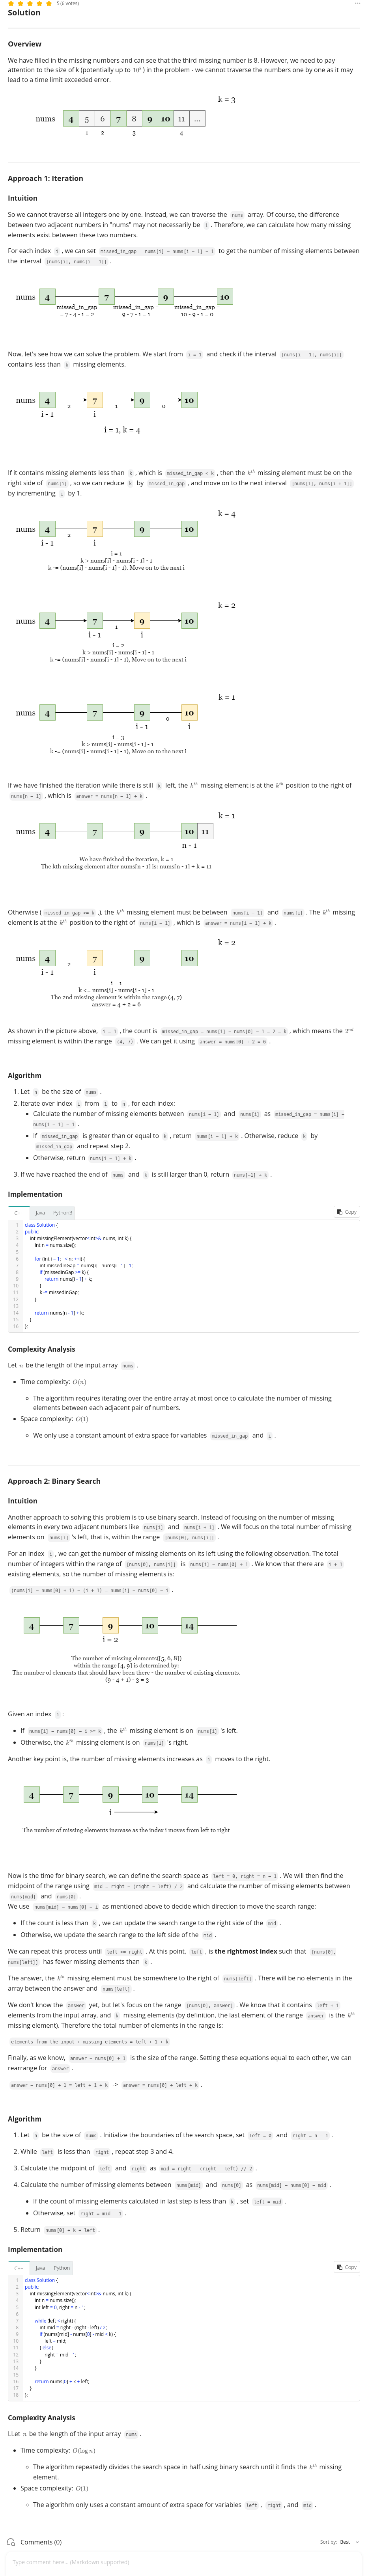 5 (6 votes)
Solution
Overview
We have filled in the missing numbers and can see that the third missing number is 8. However, we need to pay
attention to the size of k (potentially up to 10⁸) in the problem - we cannot traverse the numbers one by one as it may
lead to a time limit exceeded error.
k = 3
nums 4 5 6 7 8 9 10 11 ...
1 2 3 4
Approach 1: Iteration
Intuition
So we cannot traverse all integers one by one. Instead, we can traverse the nums array. Of course, the difference
between two adjacent numbers in "nums" may not necessarily be 1. Therefore, we can calculate how many missing
elements exist between these two numbers.
For each index i, we can set missed_in_gap = nums[i] − nums[i − 1] − 1 to get the number of missing elements between
the interval [nums[i], nums[i − 1]].
nums 4 7 9 10
missed_in_gap missed_in_gap = missed_in_gap =
= 7 - 4 - 1 = 2 9 - 7 - 1 = 1 10 - 9 - 1 = 0
Now, let's see how we can solve the problem. We start from i = 1 and check if the interval [nums[i − 1], nums[i]]
contains less than k missing elements.
nums 4 7 9 10
2 1 0
i - 1 i
i = 1, k = 4
If it contains missing elements less than k, which is missed_in_gap < k, then the kᵗʰ missing element must be on the
right side of nums[i], so we can reduce k by missed_in_gap, and move on to the next interval [nums[i], nums[i + 1]]
by incrementing i by 1.
k = 4
nums 4 7 9 10
2
i - 1 i
i = 1
k > nums[i] - nums[i - 1] - 1
k -= (nums[i] - nums[i - 1] - 1). Move on to the next i
k = 2
nums 4 7 9 10
1
i - 1 i
i = 2
k > nums[i] - nums[i - 1] - 1
k -= (nums[i] - nums[i - 1] - 1), Move on to the next i
k = 1
nums 4 7 9 10
0
i - 1 i
i = 3
k > nums[i] - nums[i - 1] - 1
k -= (nums[i] - nums[i - 1] - 1), Move on to the next i
If we have finished the iteration while there is still k left, the kᵗʰ missing element is at the kᵗʰ position to the right of
nums[n − 1], which is answer = nums[n − 1] + k.
k = 1
nums 4 7 9 10 11
n - 1
We have finished the iteration, k = 1
The kth missing element after nums[n - 1] is: nums[n - 1] + k = 11
Otherwise (missed_in_gap >= k,), the kᵗʰ missing element must be between nums[i - 1] and nums[i]. The kᵗʰ missing
element is at the kᵗʰ position to the right of nums[i − 1], which is answer = nums[i − 1] + k.
k = 2
nums 4 7 9 10
2
i - 1 i
i = 1
k <= nums[i] - nums[i - 1] - 1
The 2nd missing element is within the range (4, 7)
answer = 4 + 2 = 6
As shown in the picture above, i = 1, the count is missed_in_gap = nums[1] − nums[0] − 1 = 2 = k, which means the 2ⁿᵈ
missing element is within the range (4, 7). We can get it using answer = nums[0] + 2 = 6.
Algorithm
1. Let n be the size of nums.
2. Iterate over index i from 1 to n, for each index:
Calculate the number of missing elements between nums[i − 1] and nums[i] as missed_in_gap = nums[i] −
nums[i − 1] − 1.
If missed_in_gap is greater than or equal to k, return nums[i − 1] + k. Otherwise, reduce k by
missed_in_gap and repeat step 2.
Otherwise, return nums[i − 1] + k.
3. If we have reached the end of nums and k is still larger than 0, return nums[-1] + k.
Implementation
C++ Java Python3 Copy
1 class Solution {
2 public:
3 int missingElement(vector<int>& nums, int k) {
4 int n = nums.size();
5
6 for (int i = 1; i < n; ++i) {
7 int missedInGap = nums[i] - nums[i - 1] - 1;
8 if (missedInGap >= k) {
9 return nums[i - 1] + k;
10 }
11 k -= missedInGap;
12 }
13
14 return nums[n - 1] + k;
15 }
16 };
Complexity Analysis
Let n be the length of the input array nums.
Time complexity: O(n)
The algorithm requires iterating over the entire array at most once to calculate the number of missing
elements between each adjacent pair of numbers.
Space complexity: O(1)
We only use a constant amount of extra space for variables missed_in_gap and i.
Approach 2: Binary Search
Intuition
Another approach to solving this problem is to use binary search. Instead of focusing on the number of missing
elements in every two adjacent numbers like nums[i] and nums[i + 1]. We will focus on the total number of missing
elements on nums[i] 's left, that is, within the range [nums[0], nums[i]].
For an index i, we can get the number of missing elements on its left using the following observation. The total
number of integers within the range of [nums[0], nums[i]] is nums[i] − nums[0] + 1. We know that there are i + 1
existing elements, so the number of missing elements is:
(nums[i] − nums[0] + 1) − (i + 1) = nums[i] − nums[0] − i.
4 7 9 10 14
i = 2
The number of missing elements([5, 6, 8])
within the range [4, 9] is determined by:
The number of elements that should have been there - the number of existing elements.
(9 - 4 + 1) - 3 = 3
Given an index i:
If nums[i] − nums[0] − i >= k, the kᵗʰ missing element is on nums[i] 's left.
Otherwise, the kᵗʰ missing element is on nums[i] 's right.
Another key point is, the number of missing elements increases as i moves to the right.
4 7 9 10 14
i
The number of missing elements increase as the index i moves from left to right
Now is the time for binary search, we can define the search space as left = 0, right = n − 1. We will then find the
midpoint of the range using mid = right − (right − left) / 2 and calculate the number of missing elements between
nums[mid] and nums[0].
We use nums[mid] − nums[0] − i as mentioned above to decide which direction to move the search range:
If the count is less than k, we can update the search range to the right side of the mid.
Otherwise, we update the search range to the left side of the mid.
We can repeat this process until left == right. At this point, left, is the rightmost index such that [nums[0],
nums[left]] has fewer missing elements than k.
The answer, the kᵗʰ missing element must be somewhere to the right of nums[left]. There will be no elements in the
array between the answer and nums[left].
We don't know the answer yet, but let's focus on the range [nums[0], answer]. We know that it contains left + 1
elements from the input array, and k missing elements (by definition, the last element of the range answer is the kᵗʰ
missing element). Therefore the total number of elements in the range is:
elements from the input + missing elements = left + 1 + k
Finally, as we know, answer − nums[0] + 1 is the size of the range. Setting these equations equal to each other, we can
rearrange for answer.
answer − nums[0] + 1 = left + 1 + k -> answer = nums[0] + left + k.
Algorithm
1. Let n be the size of nums. Initialize the boundaries of the search space, set left = 0 and right = n − 1.
2. While left is less than right, repeat step 3 and 4.
3. Calculate the midpoint of left and right as mid = right − (right − left) // 2.
4. Calculate the number of missing elements between nums[mid] and nums[0] as nums[mid] − nums[0] − mid.
If the count of missing elements calculated in last step is less than k, set left = mid.
Otherwise, set right = mid − 1.
5. Return nums[0] + k + left.
Implementation
C++ Java Python Copy
1 class Solution {
2 public:
3 int missingElement(vector<int>& nums, int k) {
4 int n = nums.size();
5 int left = 0, right = n - 1;
6
7 while (left < right) {
8 int mid = right - (right - left) / 2;
9 if (nums[mid] - nums[0] - mid < k) {
10 left = mid;
11 } else{
12 right = mid - 1;
13 }
14 }
15
16 return nums[0] + k + left;
17 }
18 };
Complexity Analysis
LLet n be the length of the input array nums.
Time complexity: O(log n)
The algorithm repeatedly divides the search space in half using binary search until it finds the kᵗʰ missing
element.
Space complexity: O(1)
The algorithm only uses a constant amount of extra space for variables left, right, and mid.
Comments (0) Sort by: Best
Type comment here... (Markdown supported)